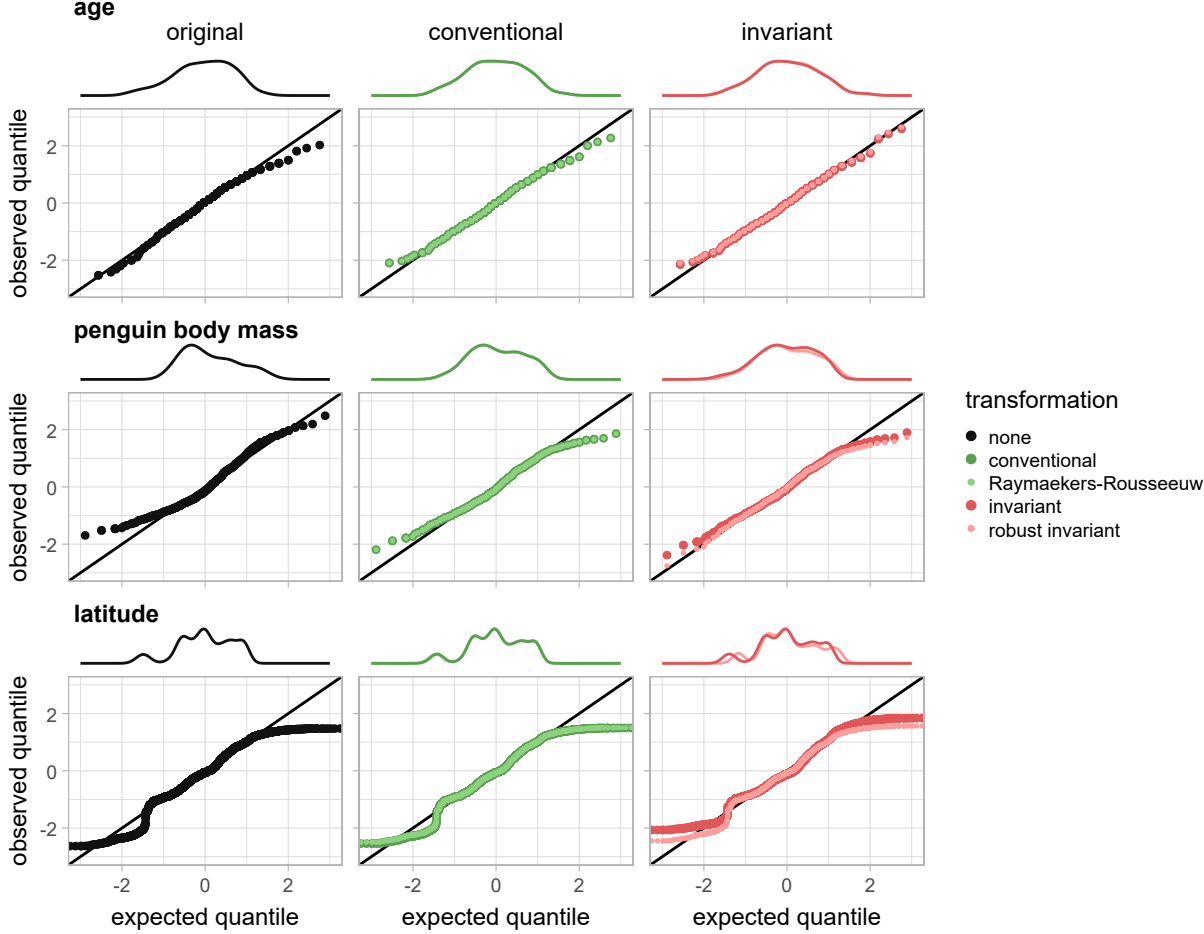 age
original conventional invariant
observed quantile
2
0
-2
penguin body mass
observed quantile
2
0
-2
transformation
none
conventional
Raymaekers-Rousseeuw
invariant
robust invariant
latitude
observed quantile
2
0
-2
-2 0 2 -2 0 2 -2 0 2
expected quantile expected quantile expected quantile